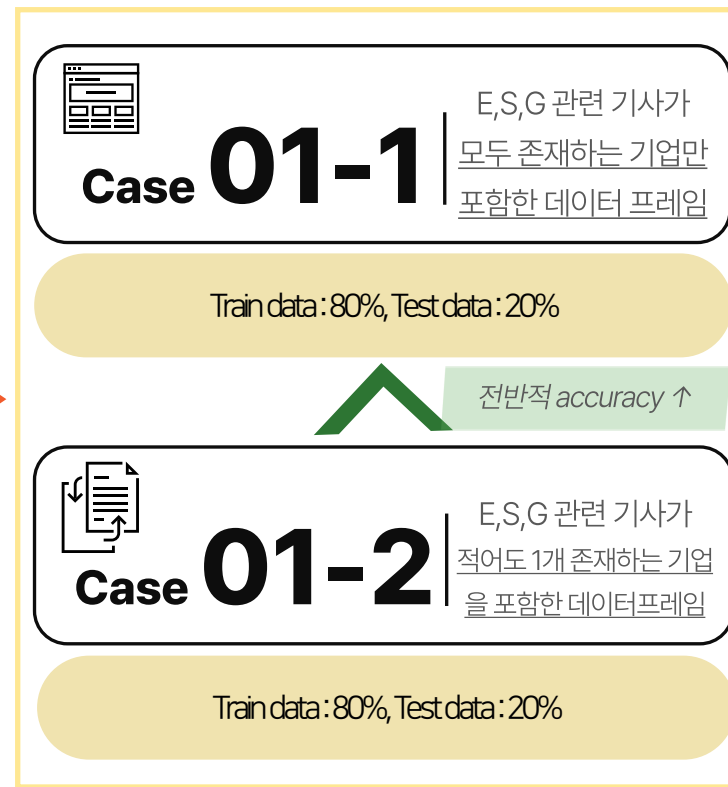 Case 01-1
E,S,G 관련 기사가
모두 존재하는 기업만
포함한 데이터 프레임
Train data : 80%, Test data : 20%
전반적 accuracy ↑
Case 01-2
E,S,G 관련 기사가
적어도 1개 존재하는 기업
을 포함한 데이터프레임
Train data : 80%, Test data : 20%